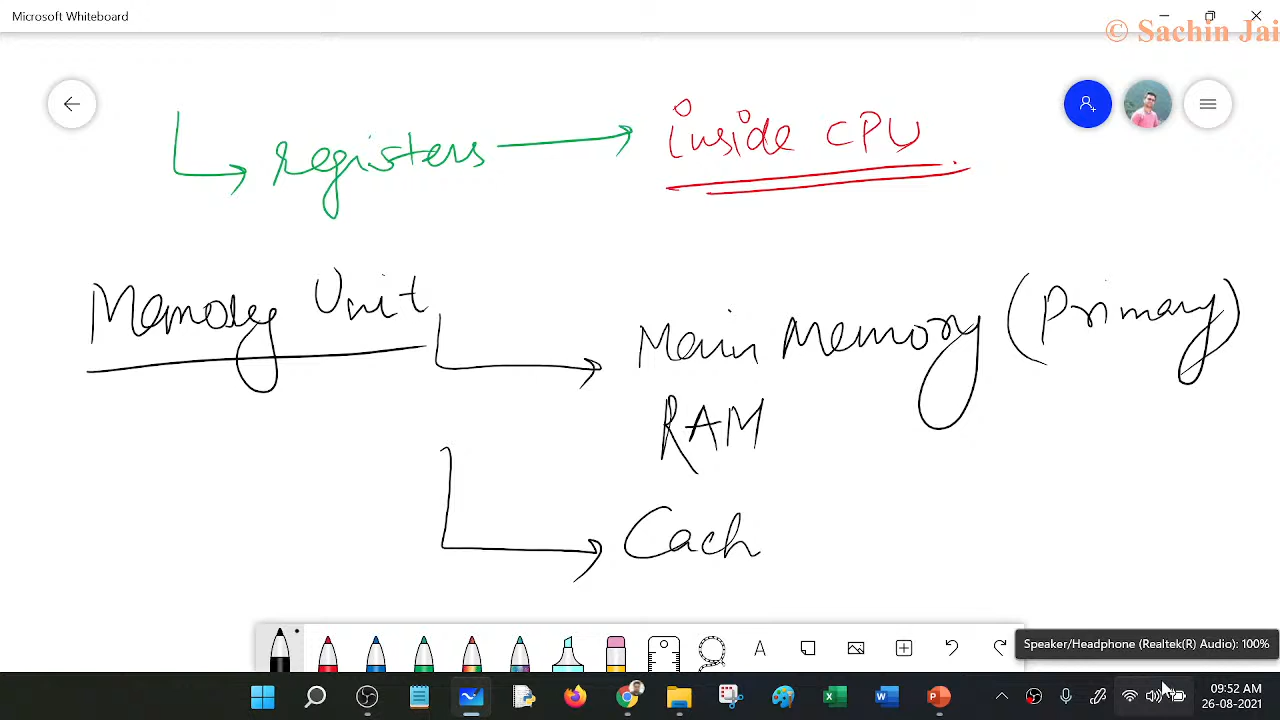 Microsoft Whiteboard
© Sachin Jai
registers → inside CPU
Memory Unit
Main Memory (Primary)
RAM
Cach
A
Speaker/Headphone (Realtek(R) Audio): 100%
09:52 AM
26-08-2021